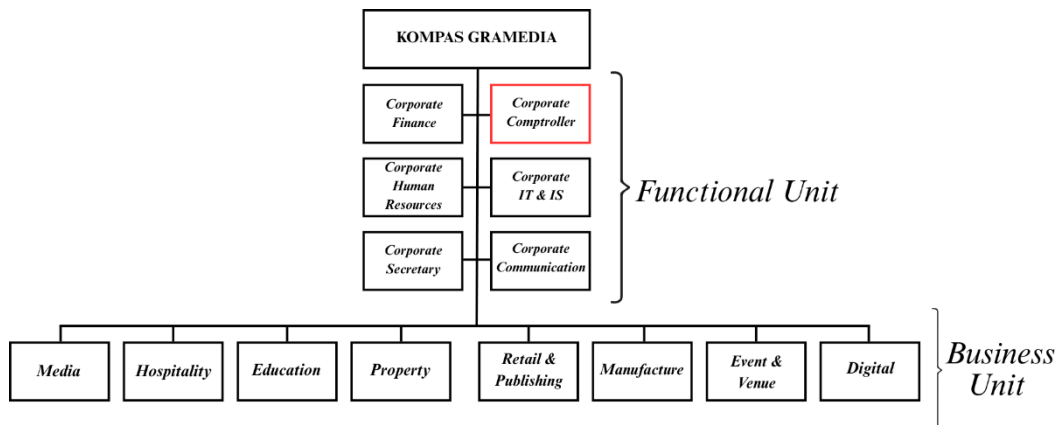 KOMPAS GRAMEDIA
Corporate
Finance
Corporate
Comptroller
Corporate
Human
Resources
Corporate
IT & IS
Corporate
Secretary
Corporate
Communication
Functional Unit
Media
Hospitality
Education
Property
Retail &
Publishing
Manufacture
Event &
Venue
Digital
Business
Unit